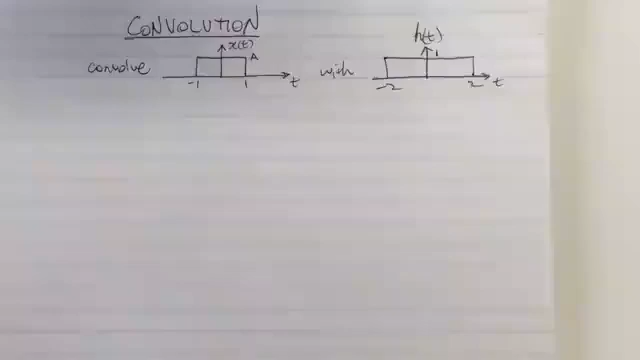 CONVOLUTION
x(t) h(t)
convolve A with 1
-1 1 t -2 2 t